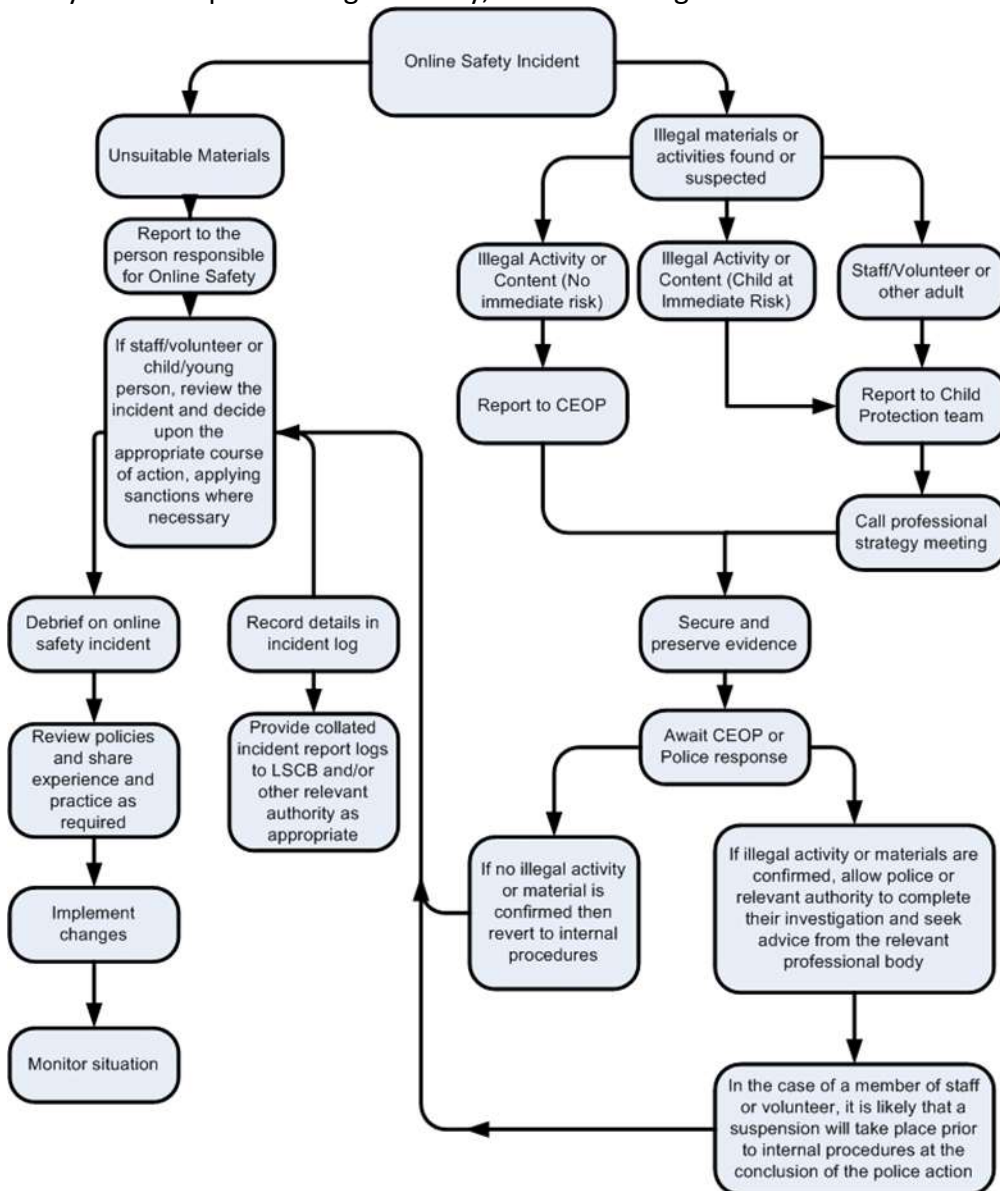 Online Safety Incident
Unsuitable Materials
Report to the
person responsible
for Online Safety
If staff/volunteer or
child/young
person, review the
incident and decide
upon the
appropriate course
of action, applying
sanctions where
necessary
Debrief on online
safety incident
Review policies
and share
experience and
practice as
required
Implement
changes
Monitor situation
Record details in
incident log
Provide collated
incident report logs
to LSCB and/or
other relevant
authority as
appropriate
Illegal materials or
activities found or
suspected
Illegal Activity or
Content (No
immediate risk)
Illegal Activity or
Content (Child at
Immediate Risk)
Staff/Volunteer or
other adult
Report to CEOP
Report to Child
Protection team
Call professional
strategy meeting
Secure and
preserve evidence
Await CEOP or
Police response
If no illegal activity
or material is
confirmed then
revert to internal
procedures
If illegal activity or materials are
confirmed, allow police or
relevant authority to complete
their investigation and seek
advice from the relevant
professional body
In the case of a member of staff
or volunteer, it is likely that a
suspension will take place prior
to internal procedures at the
conclusion of the police action